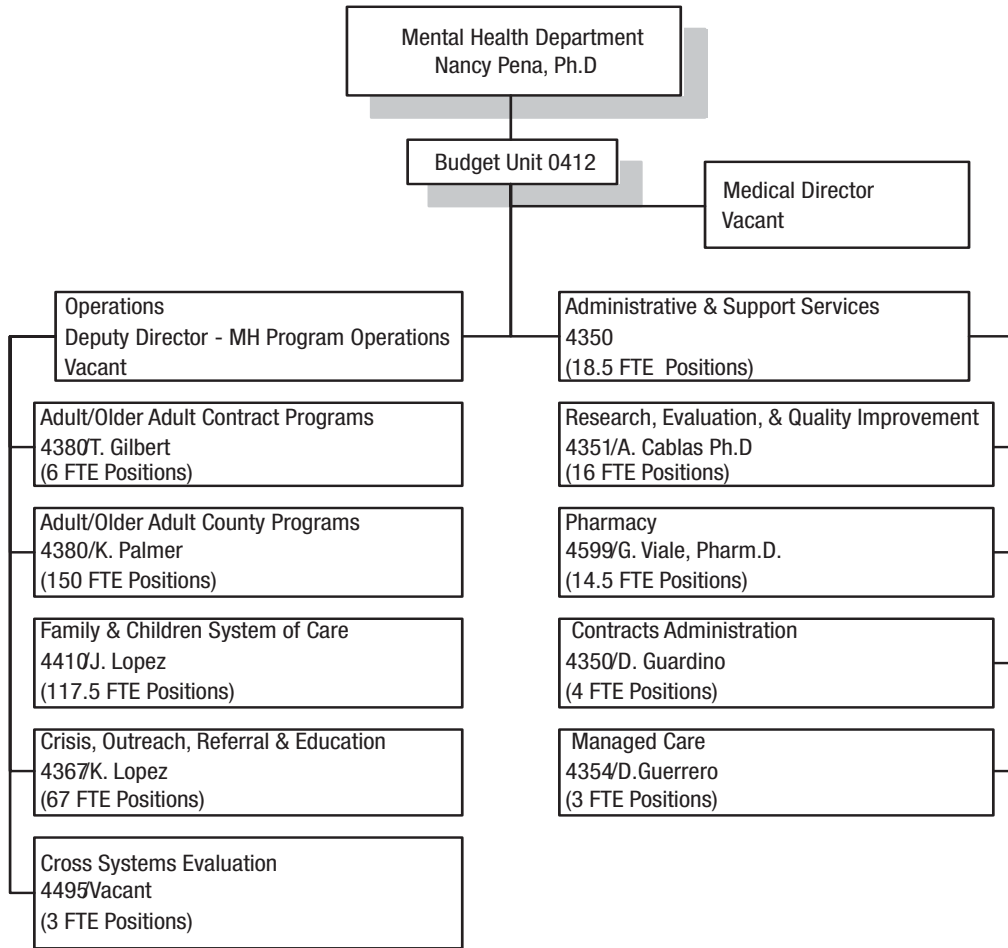 Mental Health Department
Nancy Pena, Ph.D
Budget Unit 0412
Medical Director
Vacant
Operations
Deputy Director - MH Program Operations
Vacant
Administrative & Support Services
4350
(18.5 FTE Positions)
Adult/Older Adult Contract Programs
4380/T. Gilbert
(6 FTE Positions)
Research, Evaluation, & Quality Improvement
4351/A. Cablas Ph.D
(16 FTE Positions)
Adult/Older Adult County Programs
4380/K. Palmer
(150 FTE Positions)
Pharmacy
4599/G. Viale, Pharm.D.
(14.5 FTE Positions)
Family & Children System of Care
4410/J. Lopez
(117.5 FTE Positions)
Contracts Administration
4350/D. Guardino
(4 FTE Positions)
Crisis, Outreach, Referral & Education
4367/K. Lopez
(67 FTE Positions)
Managed Care
4354/D.Guerrero
(3 FTE Positions)
Cross Systems Evaluation
4495/Vacant
(3 FTE Positions)